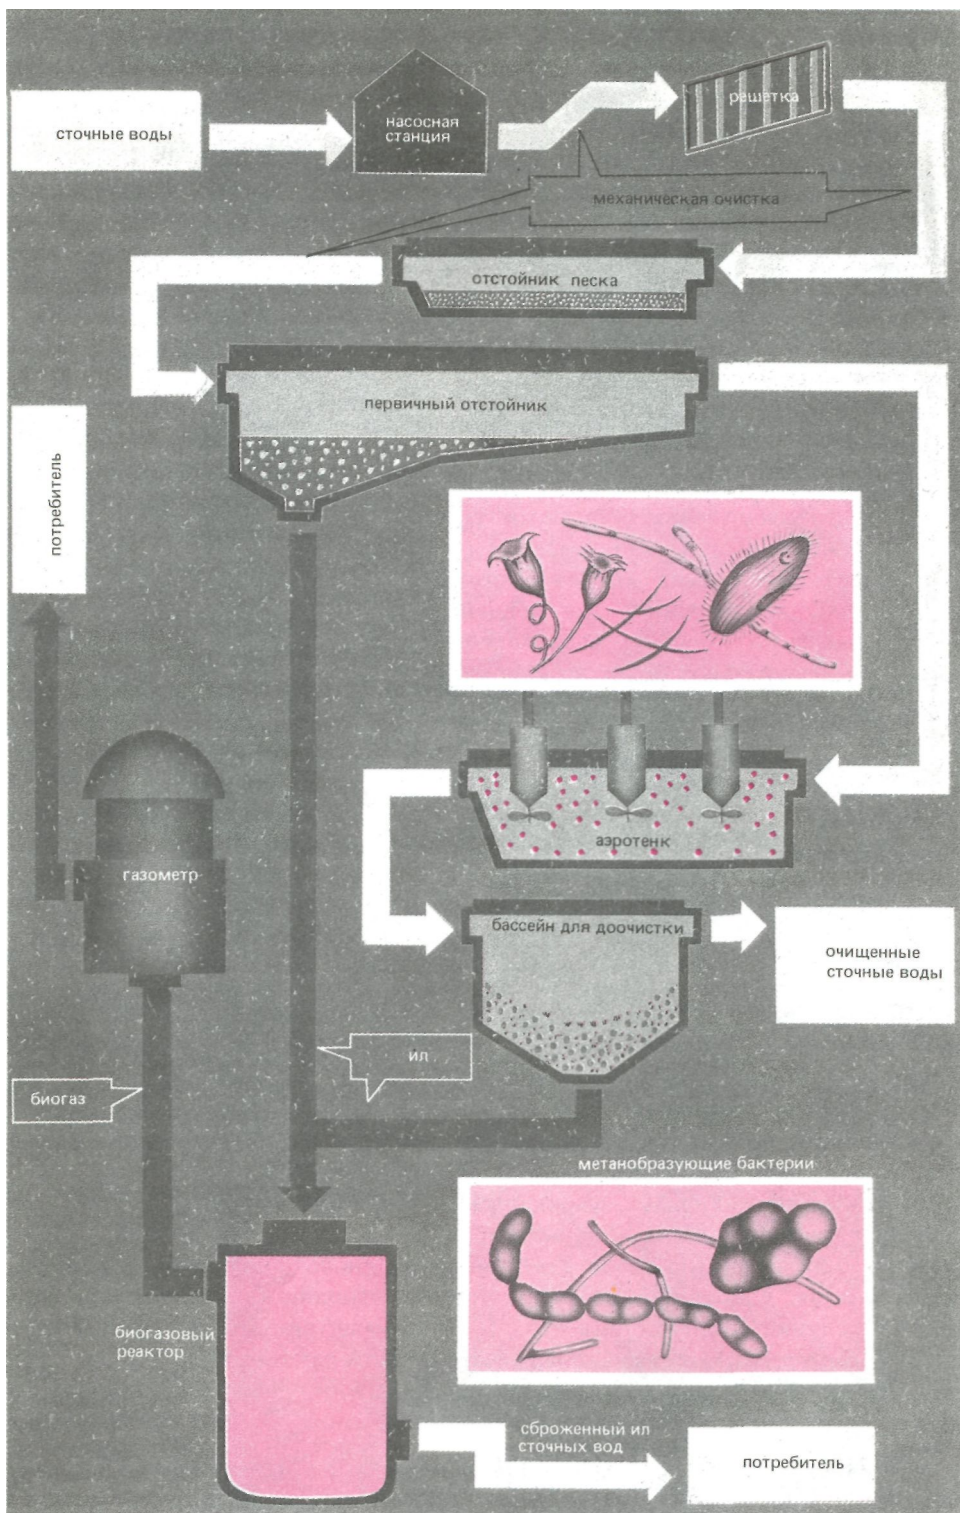 сточные воды
насосная
станция
решетка
механическая очистка
отстойник песка
первичный отстойник
потребитель
аэротенк
газометр
бассейн для доочистки
очищенные
сточные воды
ил
биогаз
метанобразующие бактерии
биогазовый
реактор
сброженный ил
сточных вод
потребитель